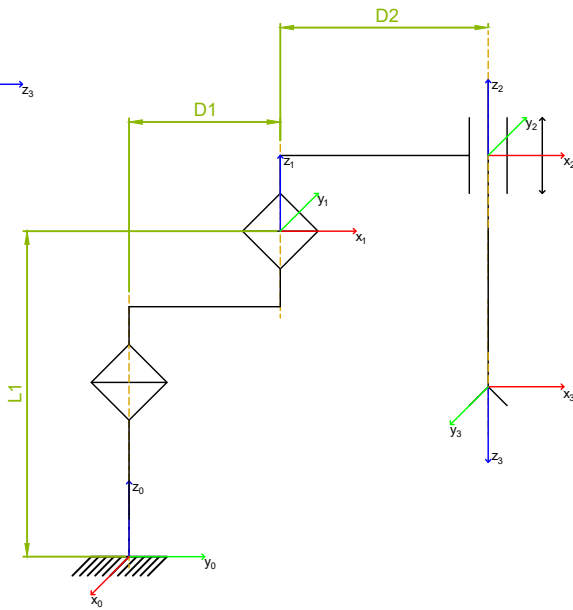 D2
z₃
z₂
D1
y₂
x₂
z₁
y₁
x₁
L1
x₃
y₃
z₃
z₀
y₀
x₀